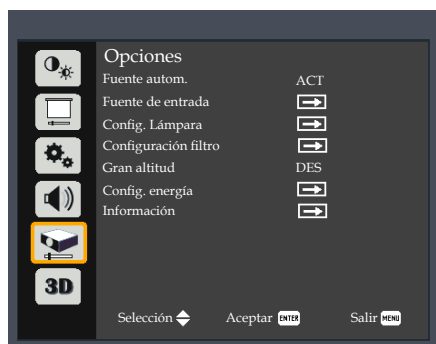 Opciones
Fuente autom. ACT
Fuente de entrada
Config. Lámpara
Configuración filtro
Gran altitud DES
Config. energía
Información
3D
Selección Aceptar ENTER Salir MENU